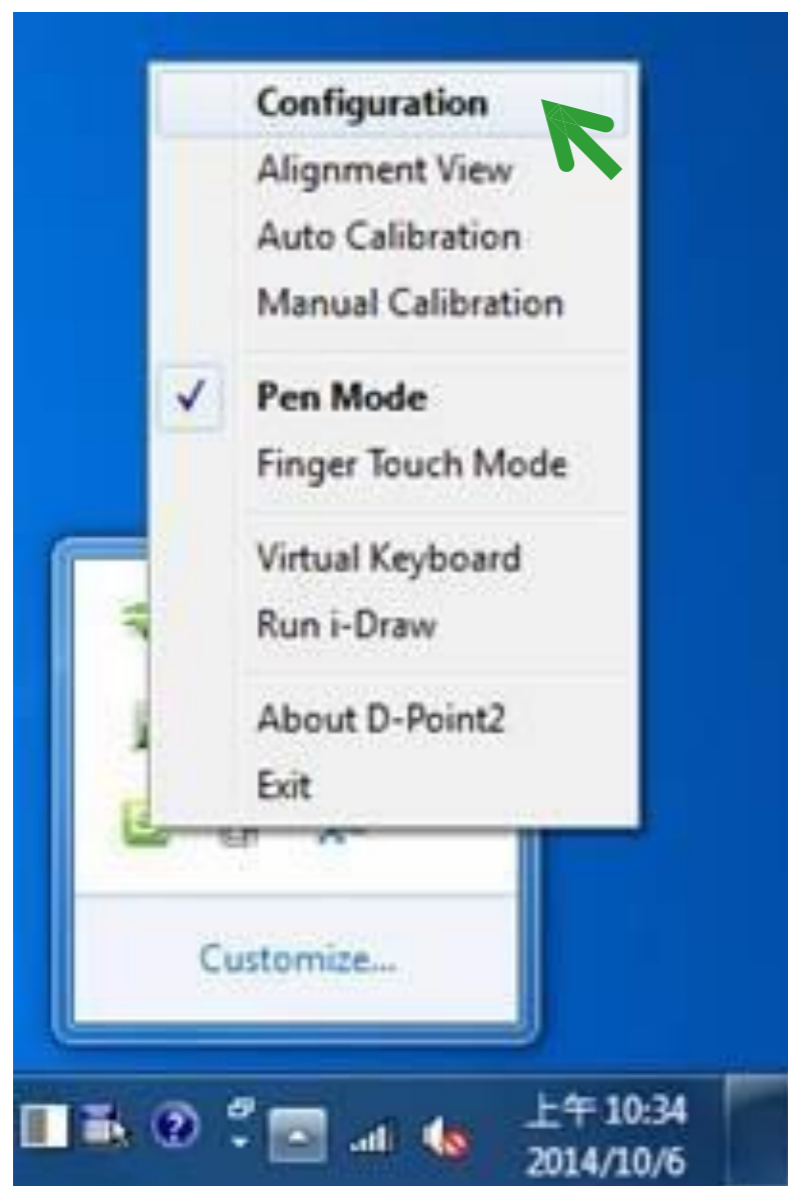 Configuration
Alignment View
Auto Calibration
Manual Calibration
Pen Mode
Finger Touch Mode
Virtual Keyboard
Run i-Draw
About D-Point2
Exit
Customize...
上午 10:34
2014/10/6